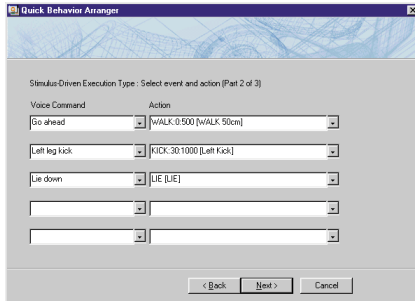 Quick Behavior Arranger
Stimulus-Driven Execution Type : Select event and action (Part 2 of 3)
Voice Command Action
Go ahead WALK:0:500 [WALK 50cm]
Left leg kick KICK:30:1000 [Left Kick]
Lie down LIE [LIE]
< Back Next > Cancel